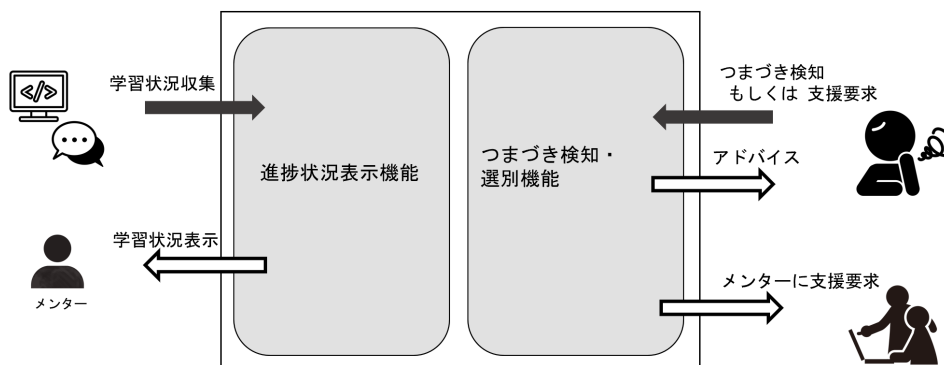 学習状況収集
</>
進捗状況表示機能
学習状況表示
メンター
つまづき検知・
選別機能
つまづき検知
もしくは 支援要求
アドバイス
メンターに支援要求